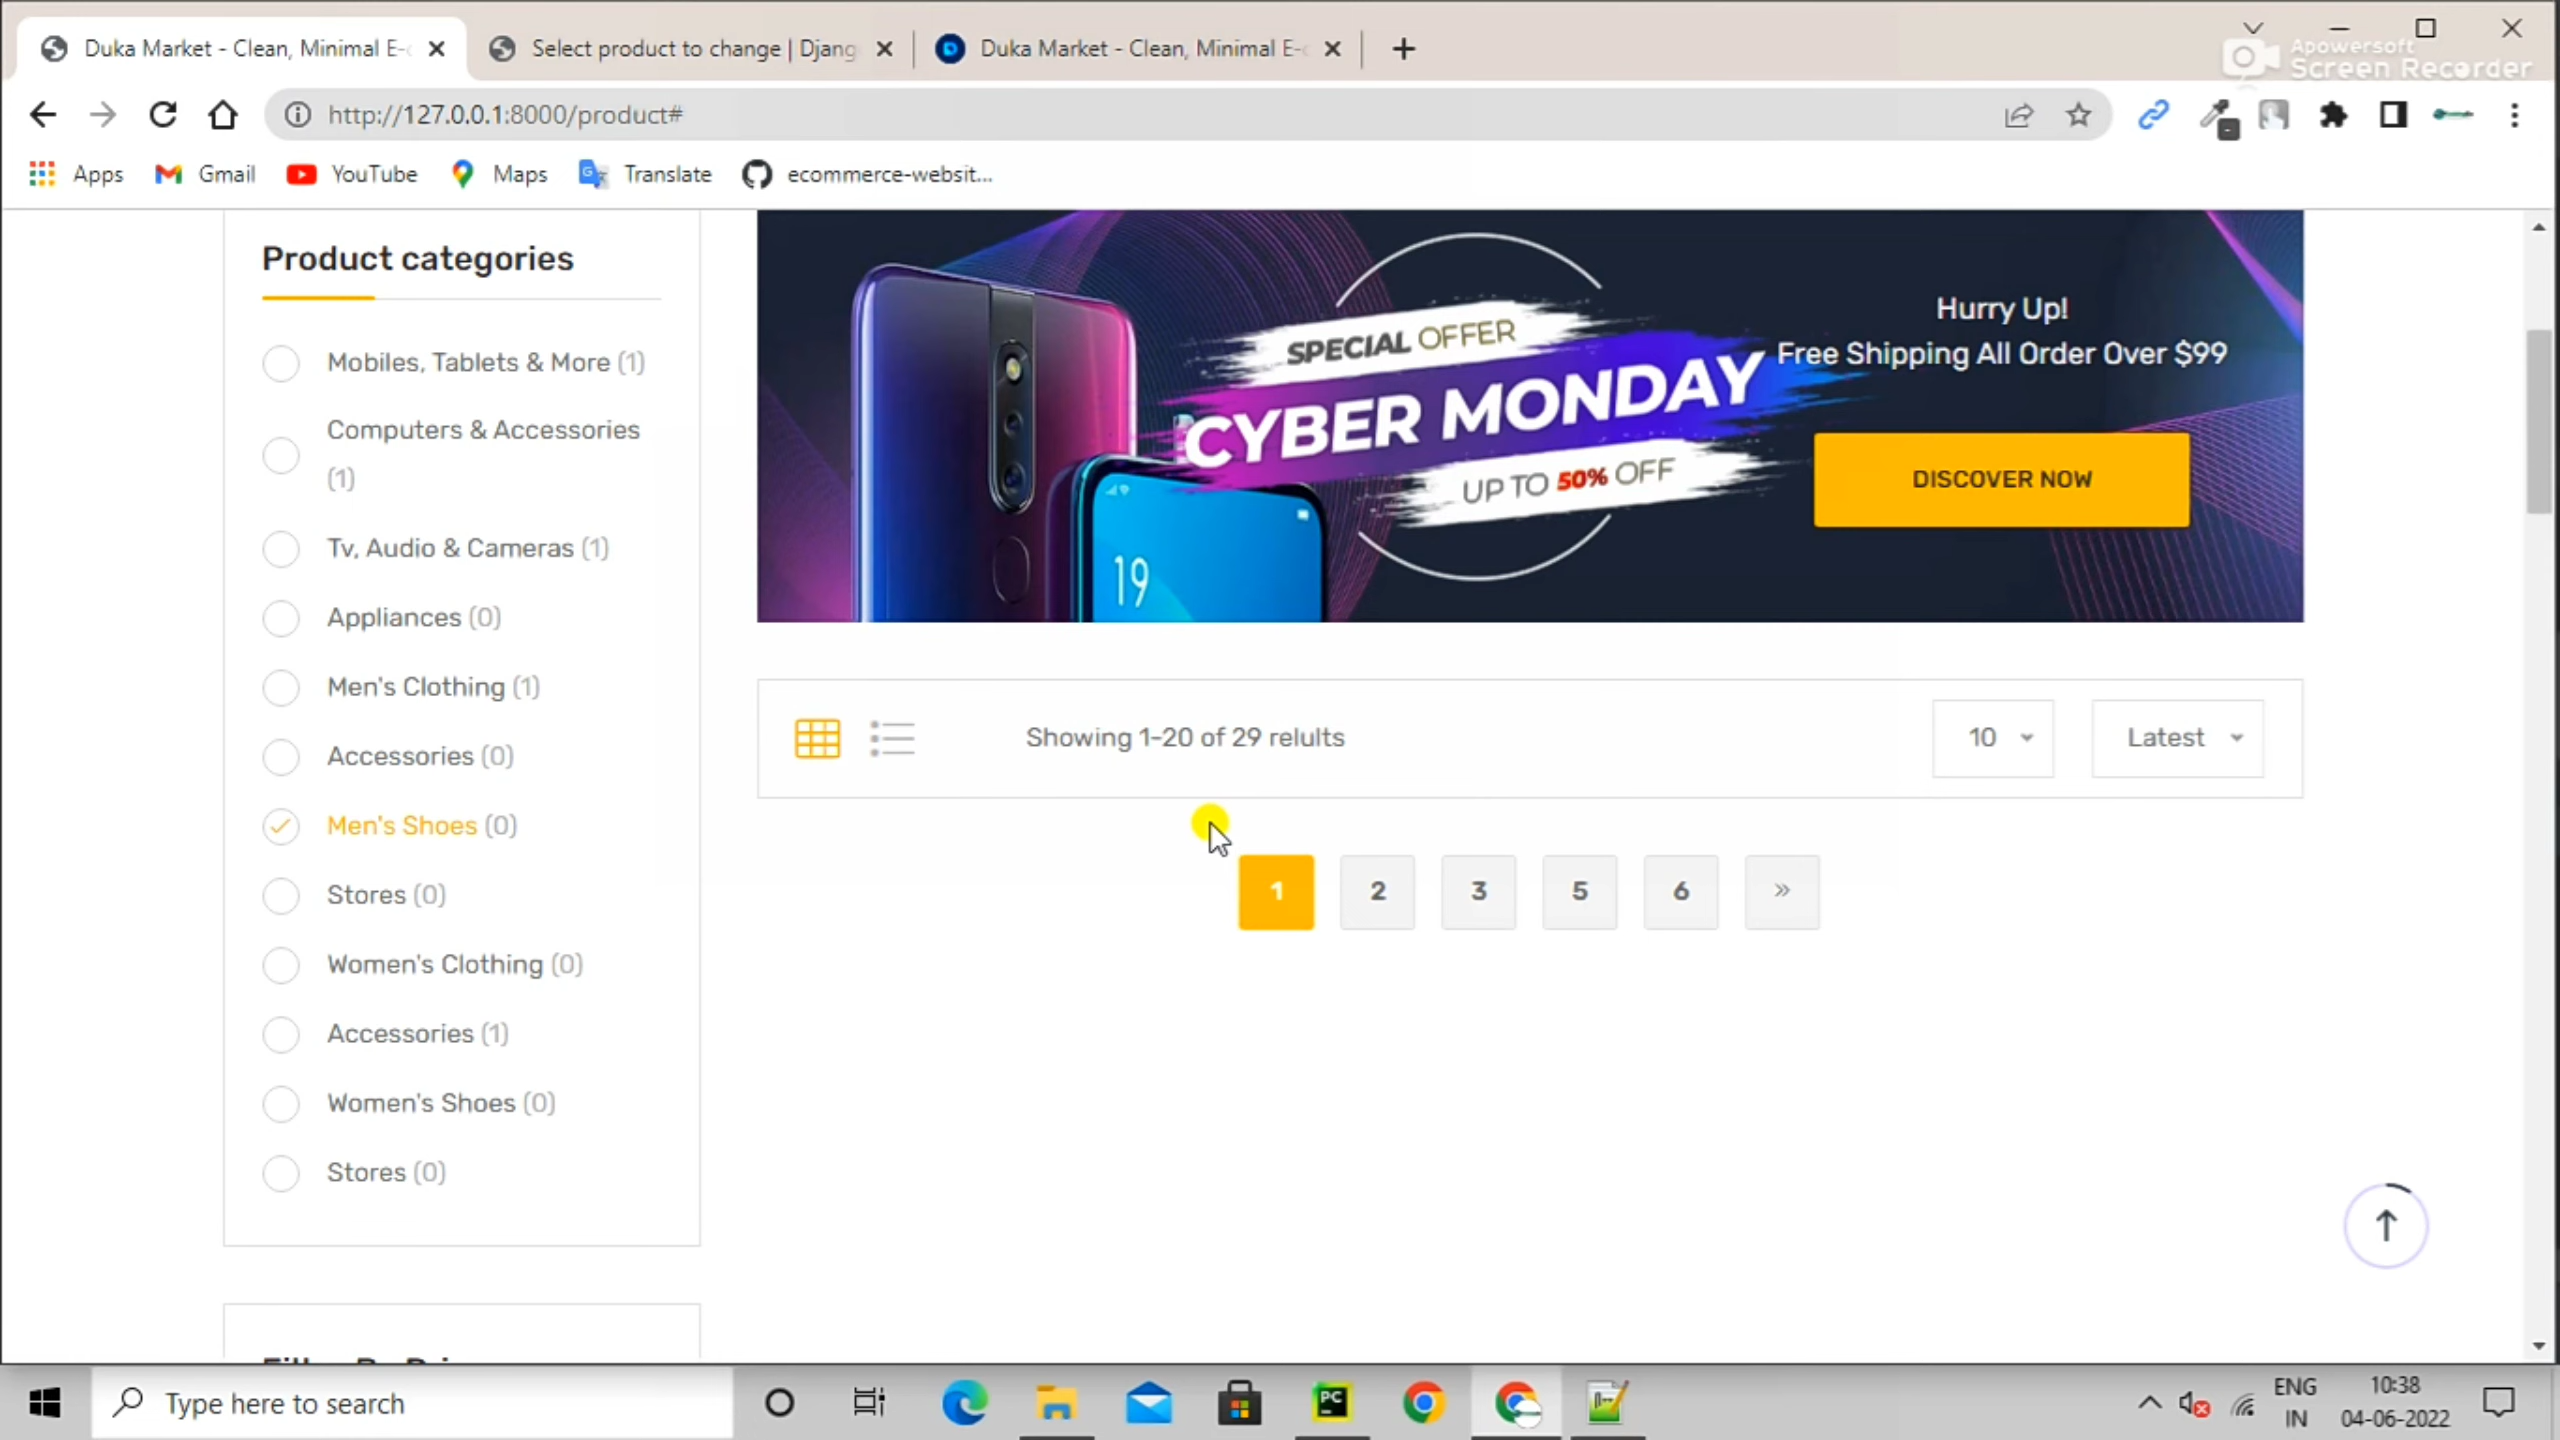 Duka Market - Clean, Minimal E-
Select product to change | Djang
Duka Market - Clean, Minimal E-
Apowersoft
Screen Recorder
http://127.0.0.1:8000/product#
Apps
Gmail
YouTube
Maps
Translate
ecommerce-websit...
Product categories
Mobiles, Tablets & More (1)
Computers & Accessories
(1)
Tv, Audio & Cameras (1)
Appliances (0)
Men's Clothing (1)
Accessories (0)
Men's Shoes (0)
Stores (0)
Women's Clothing (0)
Accessories (1)
Women's Shoes (0)
Stores (0)
SPECIAL OFFER
CYBER MONDAY
UP TO 50% OFF
19
Hurry Up!
Free Shipping All Order Over $99
DISCOVER NOW
Showing 1-20 of 29 relults
10
Latest
1 2 3 5 6 »
Type here to search
PC
ENG
IN
10:38
04-06-2022